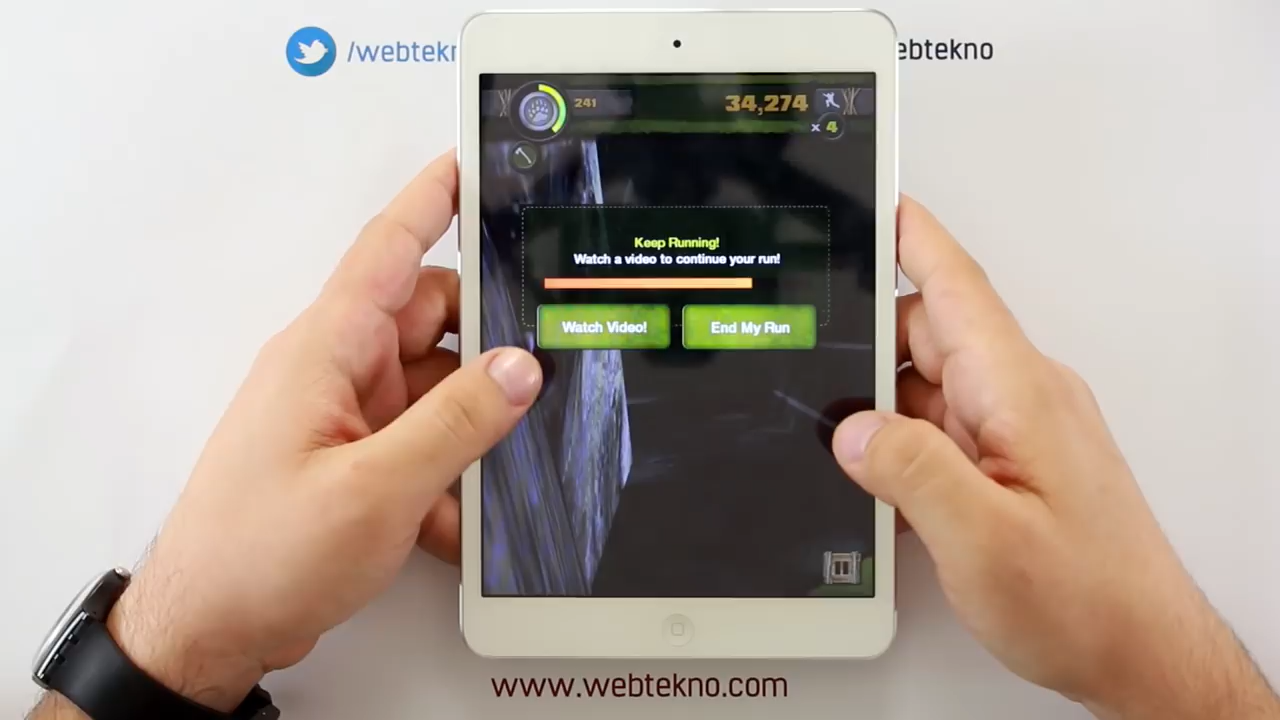 /webtekn
ebtekno
241
34,274
x 4
Keep Running!
Watch a video to continue your run!
Watch Video!
End My Run
www.webtekno.com